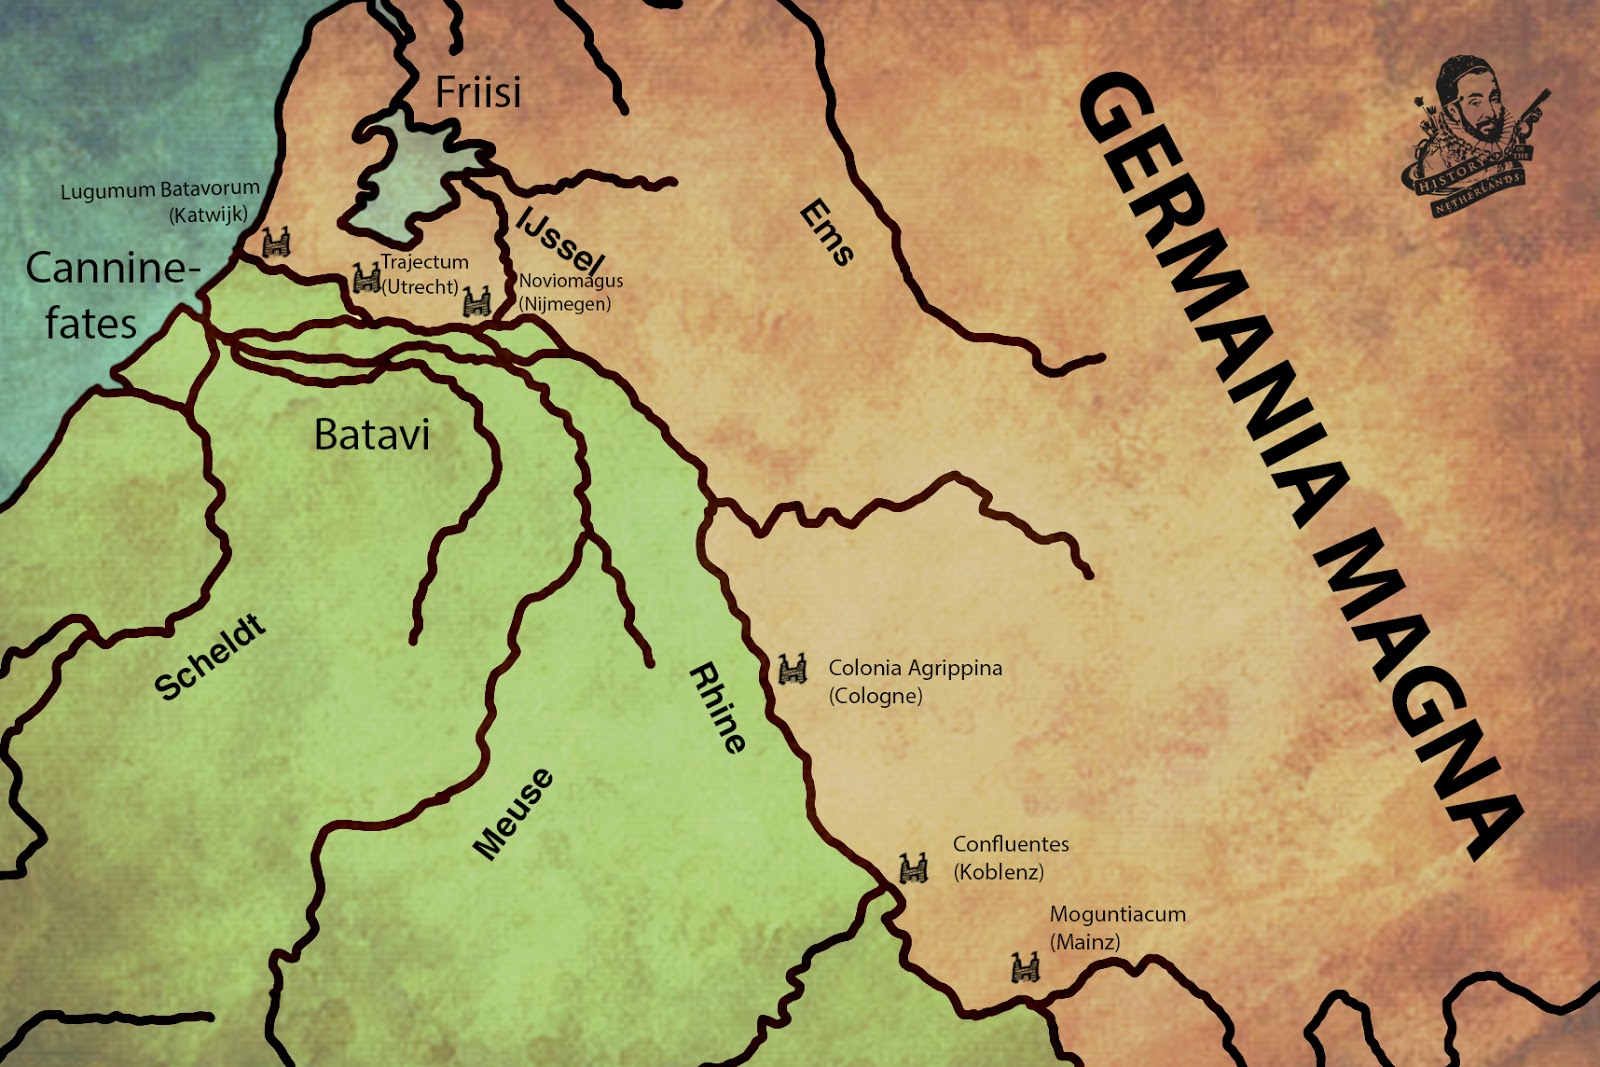 Friisi
GERMANIA MAGNA
HISTORY
OF
THE
NETHERLANDS
Lugumum Batavorum
(Katwijk)
IJssel
Ems
Cannine-
fates
Trajectum
(Utrecht)
Noviomagus
(Nijmegen)
Batavi
Scheldt
Rhine
Colonia Agrippina
(Cologne)
Meuse
Confluentes
(Koblenz)
Moguntiacum
(Mainz)